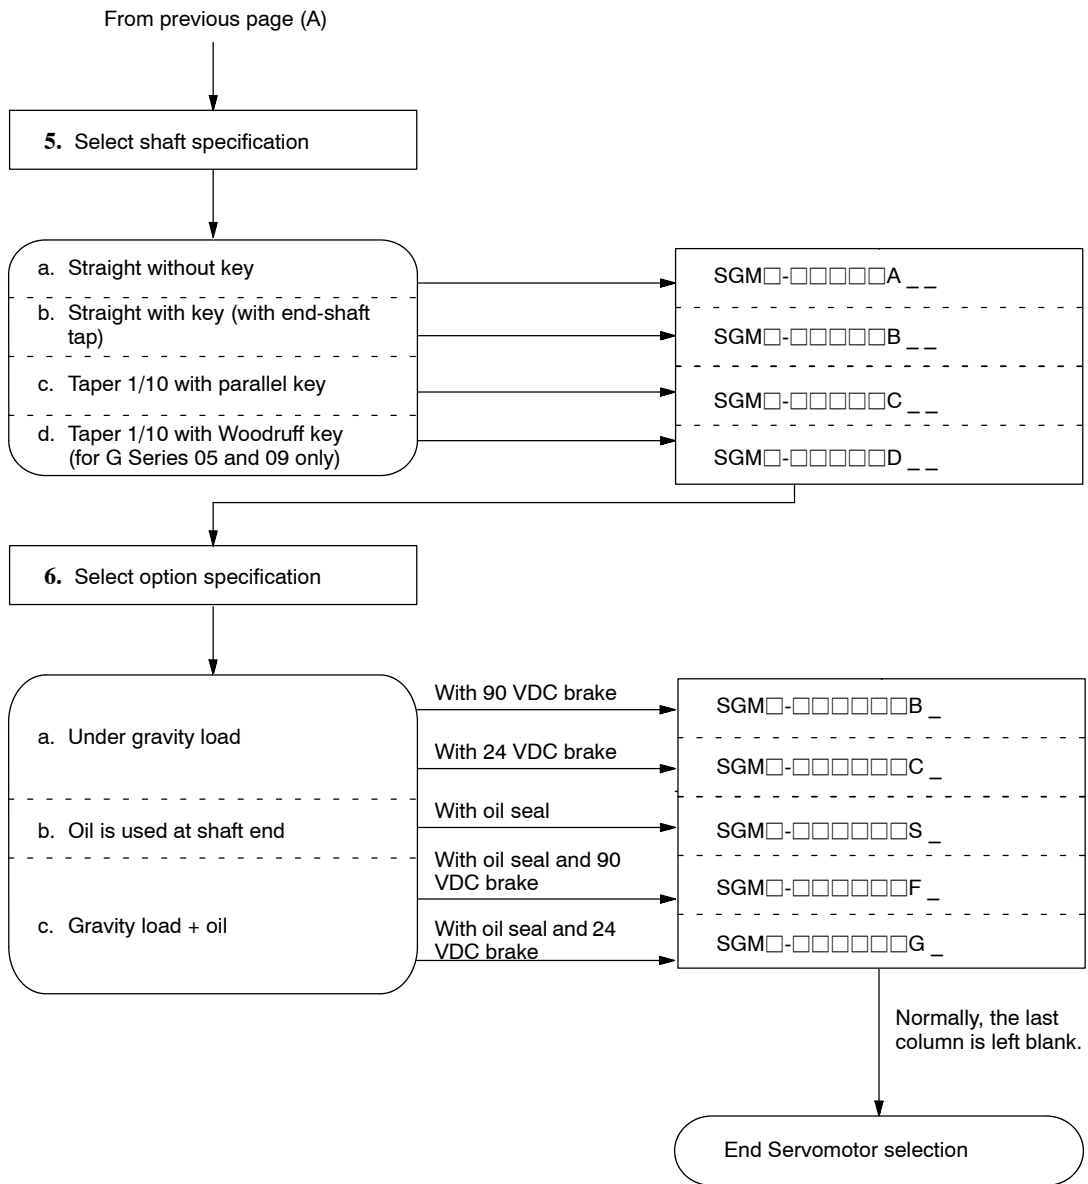 From previous page (A)
5. Select shaft specification
a. Straight without key
b. Straight with key (with end-shaft
tap)
c. Taper 1/10 with parallel key
d. Taper 1/10 with Woodruff key
(for G Series 05 and 09 only)
SGM□-□□□□□A _ _
SGM□-□□□□□B _ _
SGM□-□□□□□C _ _
SGM□-□□□□□D _ _
6. Select option specification
a. Under gravity load
b. Oil is used at shaft end
c. Gravity load + oil
With 90 VDC brake
With 24 VDC brake
With oil seal
With oil seal and 90
VDC brake
With oil seal and 24
VDC brake
SGM□-□□□□□□B _
SGM□-□□□□□□C _
SGM□-□□□□□□S _
SGM□-□□□□□□F _
SGM□-□□□□□□G _
Normally, the last
column is left blank.
End Servomotor selection